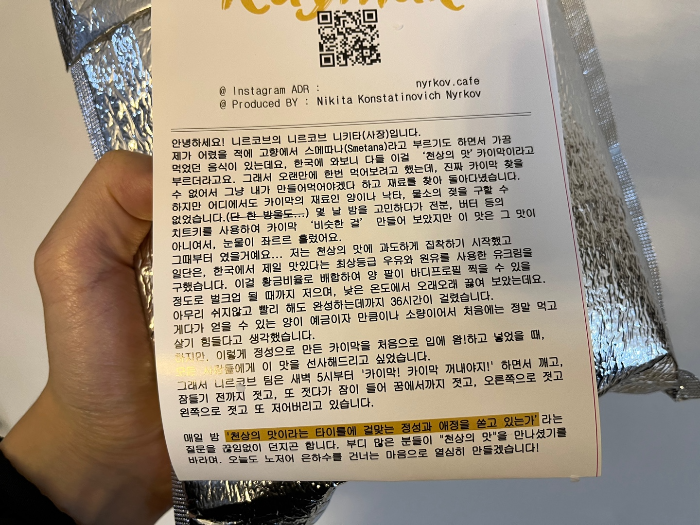 Kaymak
@ Instagram ADR : nyrkov.cafe
@ Produced BY : Nikita Konstatinovich Nyrkov
안녕하세요! 니르코브의 니르코브 니키타(사장)입니다.
제가 어렸을 적에 고향에서 스메따나(Smetana)라고 부르기도 하면서 가끔
먹었던 음식이 있는데요, 한국에 와보니 다들 이걸 '천상의 맛' 카이막이라고
부르더라고요. 그래서 오랜만에 한번 먹어보려고 했는데, 진짜 카이막 찾을
수 없어서 그냥 내가 만들어먹어야겠다 하고 재료를 찾아 돌아다녔습니다.
하지만 어디에서도 카이막의 재료인 양이나 낙타, 물소의 젖을 구할 수
없었습니다.(단 한 방울도…) 몇 날 밤을 고민하다가 전분, 버터 등의
치트키를 사용하여 카이막 '비슷한 걸' 만들어 보았지만 이 맛은 그 맛이
아니여서, 눈물이 좌르르 흘렀어요.
그때부터 였을거예요... 저는 천상의 맛에 과도하게 집착하기 시작했고
일단은, 한국에서 제일 맛있다는 최상등급 우유와 원유를 사용한 유크림을
구했습니다. 이걸 황금비율로 배합하여 양 팔이 바디프로필 찍을 수 있을
정도로 벌크업 될 때까지 저으며, 낮은 온도에서 오래오래 끓여 보았는데요.
아무리 쉬지않고 빨리 해도 완성하는데까지 36시간이 걸렸습니다.
게다가 얻을 수 있는 양이 예금이자 만큼이나 소량이어서 처음에는 정말 먹고
살기 힘들다고 생각했습니다.
하지만, 이렇게 정성으로 만든 카이막을 처음으로 입에 왕!하고 넣었을 때,
사람들에게 이 맛을 선사해드리고 싶었습니다.
그래서 니르코브 팀은 새벽 5시부터 '카이막! 카이막 꺼내야지!' 하면서 깨고,
잠들기 전까지 젓고, 또 젓다가 잠이 들어 꿈에서까지 젓고, 오른쪽으로 젓고
왼쪽으로 젓고 또 저어버리고 있습니다.
매일 밤 '천상의 맛이라는 타이틀에 걸맞는 정성과 애정을 쏟고 있는가' 라는
질문을 끊임없이 던지곤 합니다. 부디 많은 분들이 "천상의 맛"을 만나셨기를
바라며, 오늘도 노저어 은하수를 건너는 마음으로 열심히 만들겠습니다!